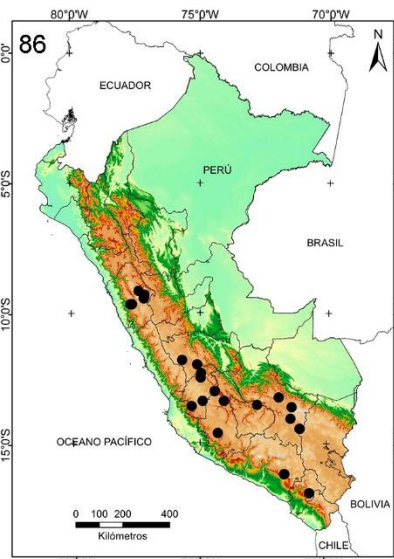 80°0'0"W 75°0'0"W 70°0'0"W
86
N
0°0'
COLOMBIA
ECUADOR
PERÚ
5°0'0"S
BRASIL
10°0'0"S
OCEANO PACÍFICO
15°0'0"S
0 100 200 400
Kilómetros
BOLIVIA
CHILE